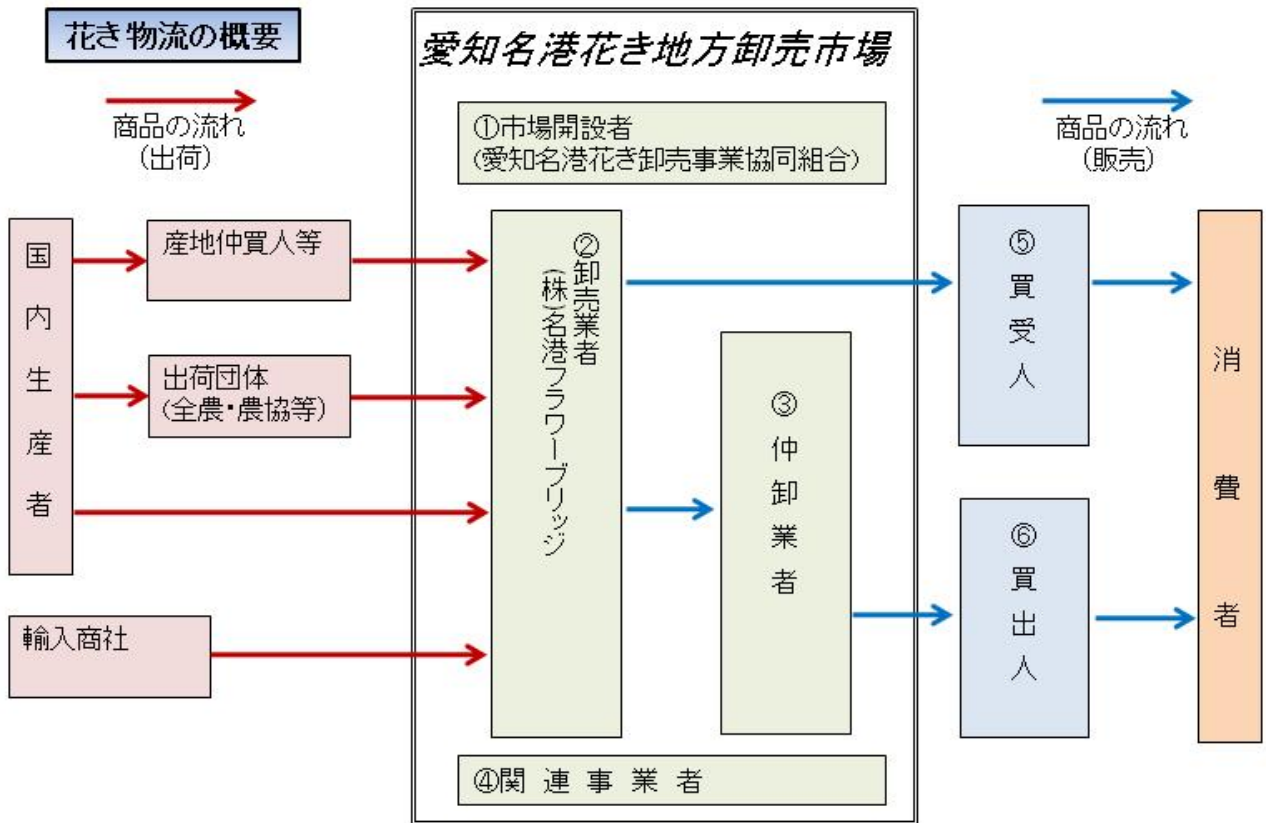 花き物流の概要
愛知名港花き地方卸売市場
商品の流れ
(出荷)
商品の流れ
(販売)
①市場開設者
(愛知名港花き卸売事業協同組合)
国内生産者
産地仲買人等
出荷団体
(全農・農協等)
輸入商社
②卸売業者
(株)名港フラワーブリッジ
③仲卸業者
④関連事業者
⑤買受人
⑥買出人
消費者